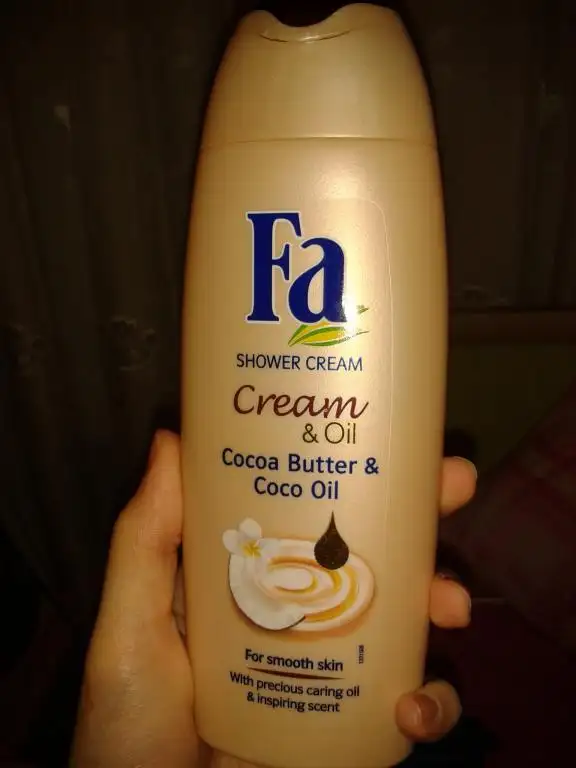 Fa
SHOWER CREAM
Cream
& Oil
Cocoa Butter &
Coco Oil
For smooth skin
With precious caring oil
& inspiring scent